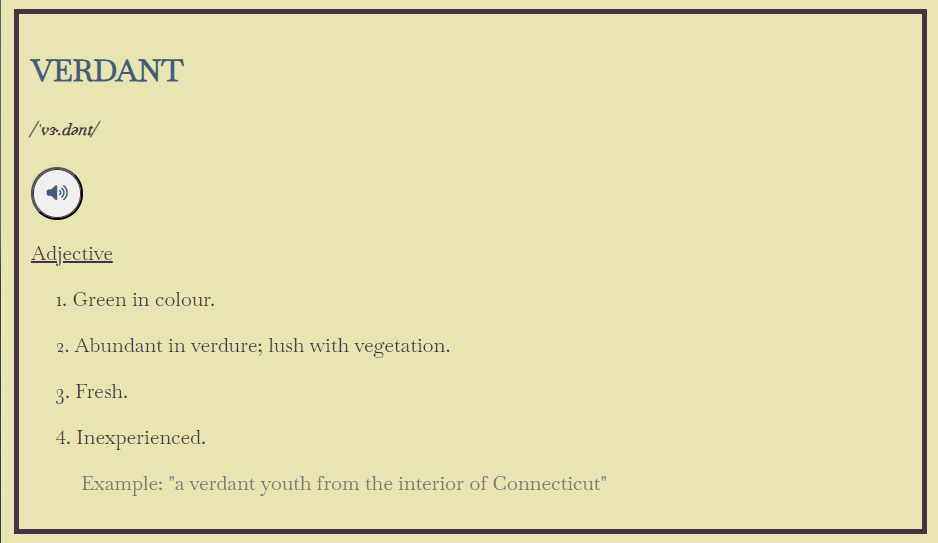 VERDANT
/ˈvɝ.dənt/
Adjective
1. Green in colour.
2. Abundant in verdure; lush with vegetation.
3. Fresh.
4. Inexperienced.
Example: "a verdant youth from the interior of Connecticut"